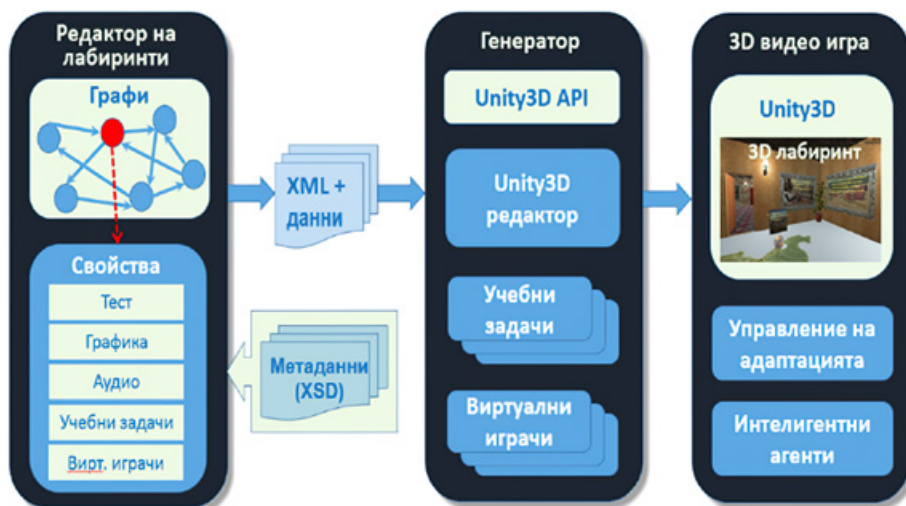 Редактор на
лабиринти
Графи
Свойства
Тест
Графика
Аудио
Учебни задачи
Вирт. играчи
XML +
данни
Метаданни
(XSD)
Генератор
Unity3D API
Unity3D
редактор
Учебни
задачи
Виртуални
играчи
3D видео игра
Unity3D
3D лабиринт
Управление на
адаптацията
Интелигентни
агенти